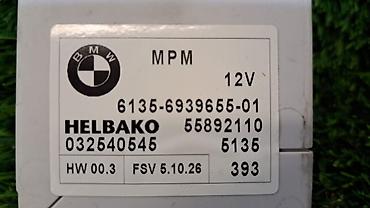 BMW
MPM
12V
6135-6939655-01
HELBAKO 55892110
032540545 5135
HW 00.3 FSV 5.10.26 393